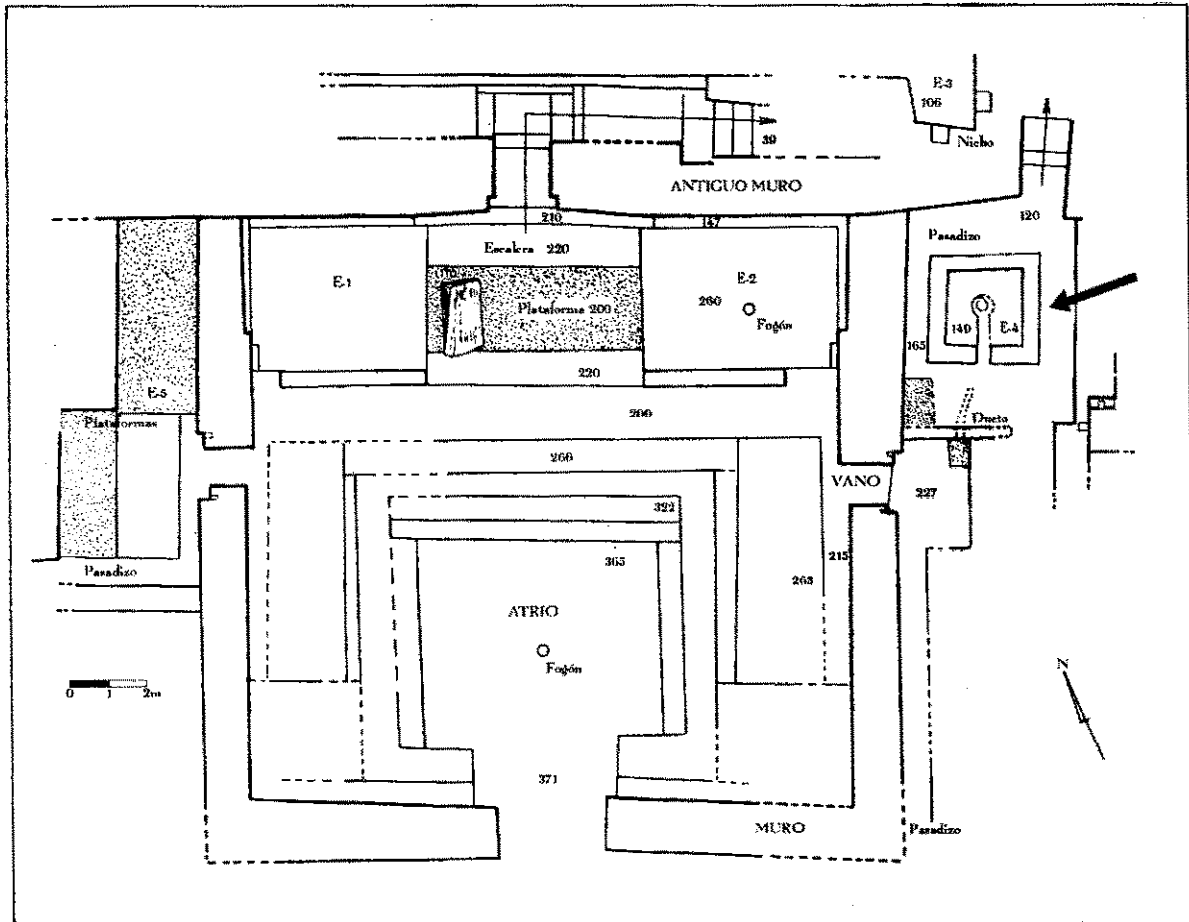 E-3
106
Nicho
39
ANTIGUO MURO
210
147
120
Pasadizo
Escalera 220
E-1
Plataforma 200
E-2
260
Fogón
149
E-4
165
220
E-5
Plataformas
200
Ducto
260
VANO
227
322
215
365
263
Pasadizo
ATRIO
Fogón
N
0 1 2m
371
MURO
Pasadizo